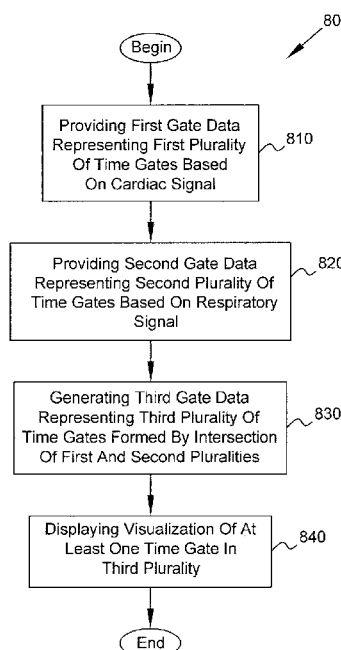 80
Begin
Providing First Gate Data
Representing First Plurality
Of Time Gates Based
On Cardiac Signal
810
Providing Second Gate Data
Representing Second Plurality Of
Time Gates Based On Respiratory
Signal
820
Generating Third Gate Data
Representing Third Plurality Of
Time Gates Formed By Intersection
Of First And Second Pluralities
830
Displaying Visualization Of At
Least One Time Gate In
Third Plurality
840
End